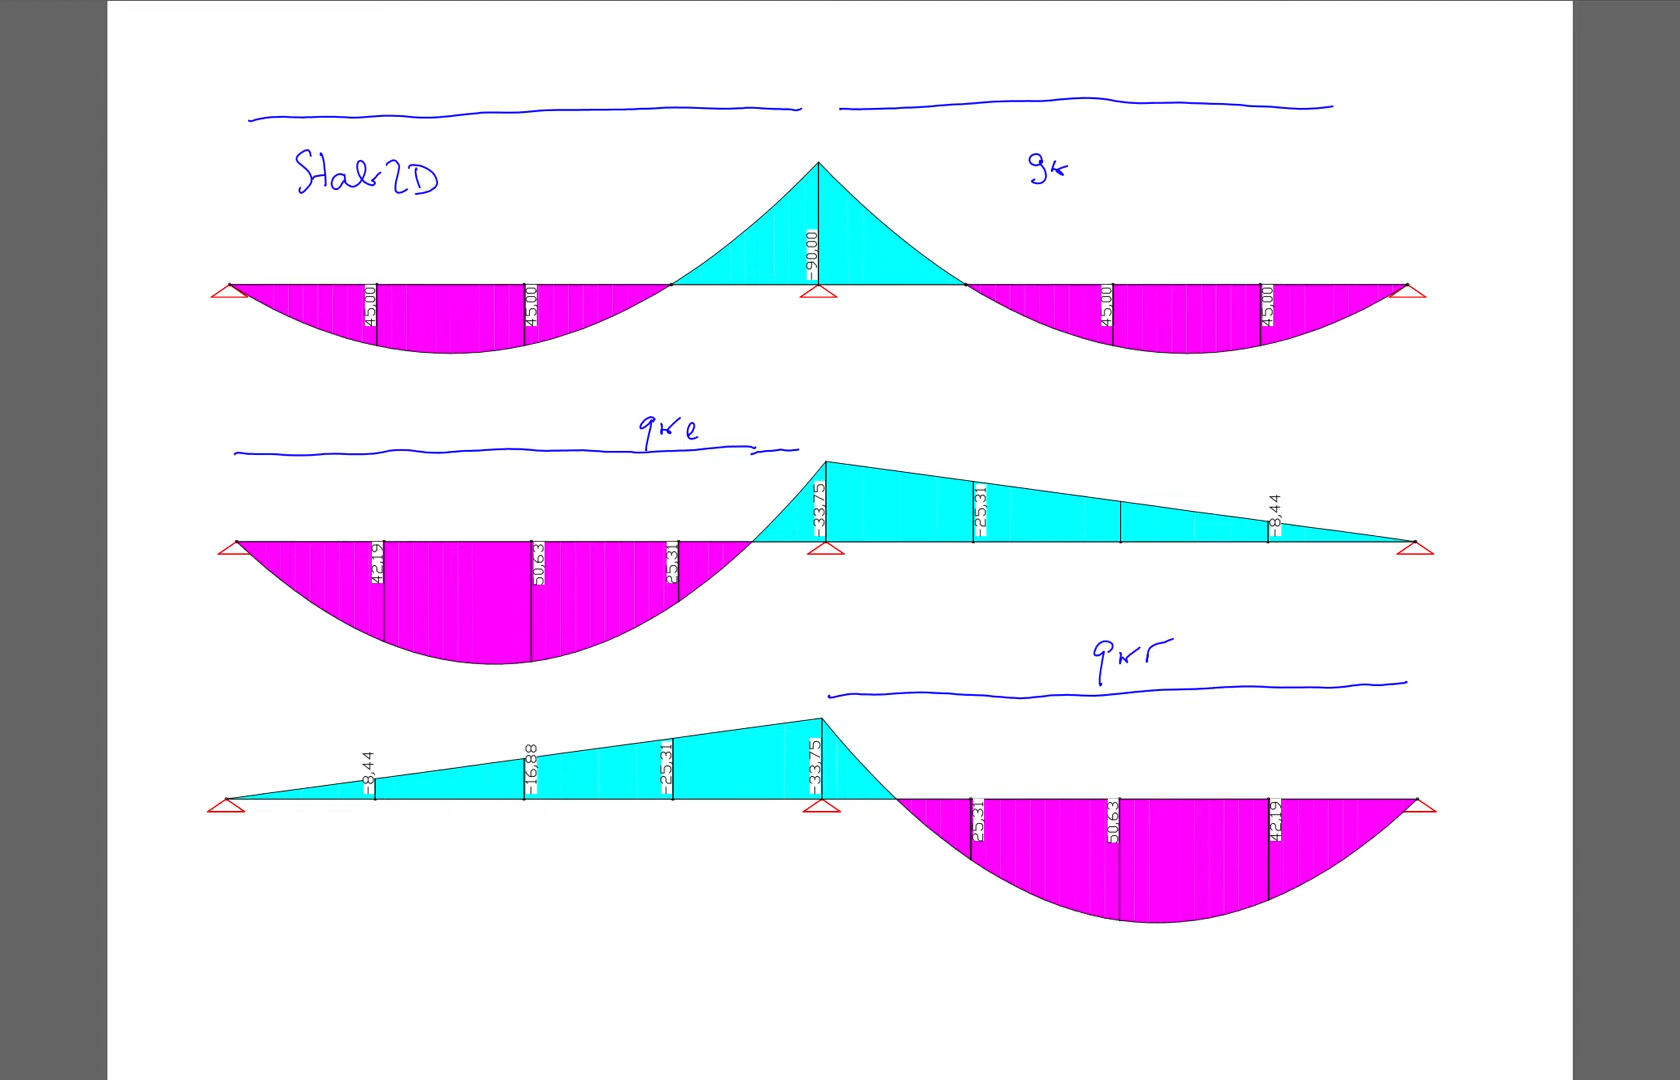 Stab2D
gk
-90,00
45,00 45,00 45,00 45,00
qkl
-33,75 -25,31 -8,44
42,19 50,63 25,31
qkr
-8,44 -16,88 -25,31 -33,75
25,31 50,63 42,19